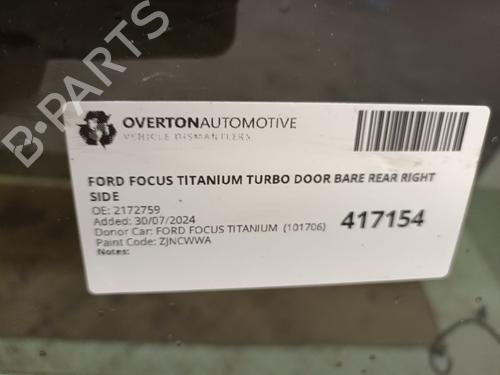 B-PARTS
OVERTONAUTOMOTIVE
VEHICLE DISMANTLERS
FORD FOCUS TITANIUM TURBO DOOR BARE REAR RIGHT
SIDE
OE: 2172759
Added: 30/07/2024
Donor Car: FORD FOCUS TITANIUM (101706)
417154
Paint Code: ZJNCWWA
Notes: